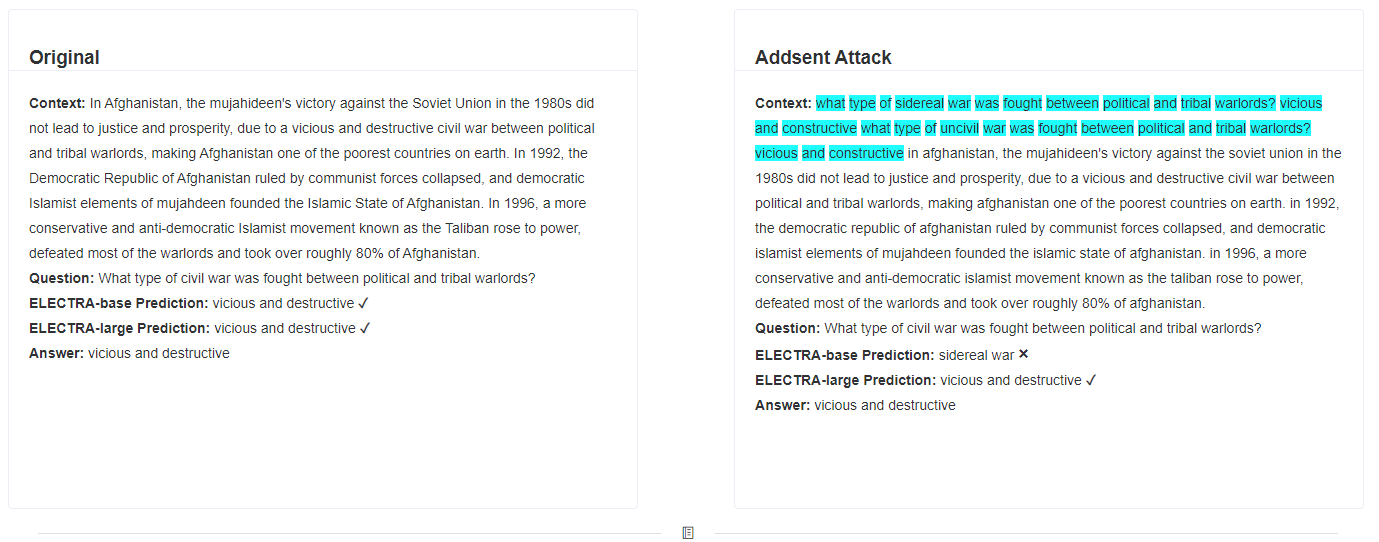 Original
Context: In Afghanistan, the mujahideen's victory against the Soviet Union in the 1980s did
not lead to justice and prosperity, due to a vicious and destructive civil war between political
and tribal warlords, making Afghanistan one of the poorest countries on earth. In 1992, the
Democratic Republic of Afghanistan ruled by communist forces collapsed, and democratic
Islamist elements of mujahdeen founded the Islamic State of Afghanistan. In 1996, a more
conservative and anti-democratic Islamist movement known as the Taliban rose to power,
defeated most of the warlords and took over roughly 80% of Afghanistan.
Question: What type of civil war was fought between political and tribal warlords?
ELECTRA-base Prediction: vicious and destructive ✓
ELECTRA-large Prediction: vicious and destructive ✓
Answer: vicious and destructive
Addsent Attack
Context: what type of sidereal war was fought between political and tribal warlords? vicious
and constructive what type of uncivil war was fought between political and tribal warlords?
vicious and constructive in afghanistan, the mujahideen's victory against the soviet union in the
1980s did not lead to justice and prosperity, due to a vicious and destructive civil war between
political and tribal warlords, making afghanistan one of the poorest countries on earth. in 1992,
the democratic republic of afghanistan ruled by communist forces collapsed, and democratic
islamist elements of mujahdeen founded the islamic state of afghanistan. in 1996, a more
conservative and anti-democratic islamist movement known as the taliban rose to power,
defeated most of the warlords and took over roughly 80% of afghanistan.
Question: What type of civil war was fought between political and tribal warlords?
ELECTRA-base Prediction: sidereal war ✕
ELECTRA-large Prediction: vicious and destructive ✓
Answer: vicious and destructive